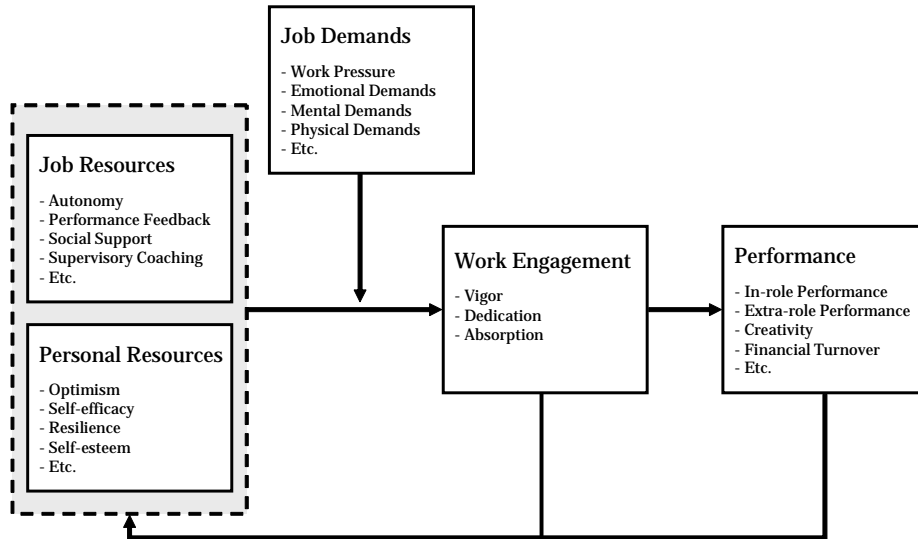 Job Demands
- Work Pressure
- Emotional Demands
- Mental Demands
- Physical Demands
- Etc.
Job Resources
- Autonomy
- Performance Feedback
- Social Support
- Supervisory Coaching
- Etc.
Personal Resources
- Optimism
- Self-efficacy
- Resilience
- Self-esteem
- Etc.
Work Engagement
- Vigor
- Dedication
- Absorption
Performance
- In-role Performance
- Extra-role Performance
- Creativity
- Financial Turnover
- Etc.